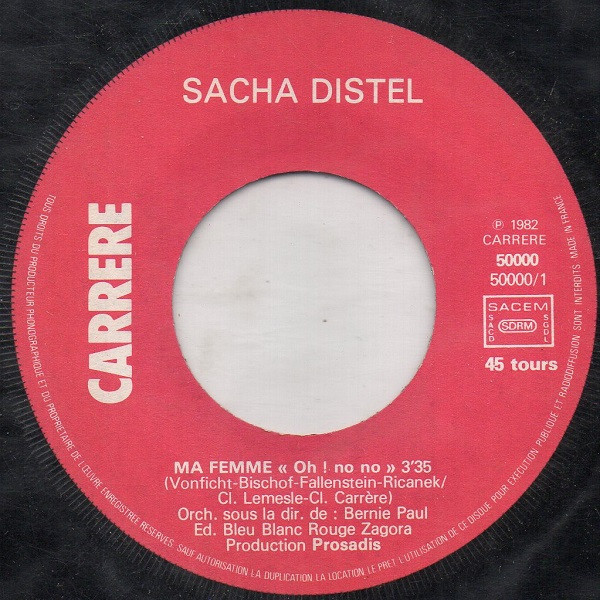 SACHA DISTEL
CARRERE
℗ 1982
CARRERE
50000
50000/1
SACEM
SACD
SDRM
SGDL
45 tours
MA FEMME « Oh ! no no » 3'35
(Vonficht-Bischof-Fallenstein-Ricanek/
Cl. Lemesle-Cl. Carrère)
Orch. sous la dir. de : Bernie Paul
Ed. Bleu Blanc Rouge Zagora
Production Prosadis
TOUS DROITS DU PRODUCTEUR PHONOGRAPHIQUE ET DU PROPRIETAIRE DE L'ŒUVRE ENREGISTREE RESERVES. SAUF AUTORISATION LA DUPLICATION LA LOCATION LE PRET L'UTILISATION DE CE DISQUE POUR EXECUTION PUBLIQUE ET RADIODIFFUSION SONT INTERDITS. MADE IN FRANCE